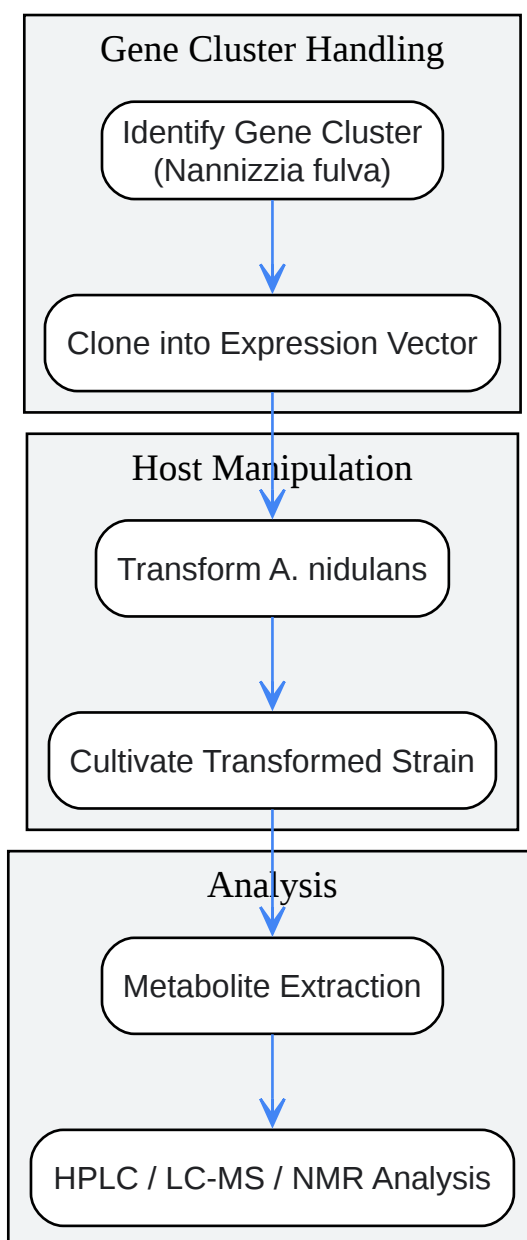 Gene Cluster Handling
Identify Gene Cluster
(Nannizzia fulva)
Clone into Expression Vector
Host Manipulation
Transform A. nidulans
Cultivate Transformed Strain
Analysis
Metabolite Extraction
HPLC / LC-MS / NMR Analysis